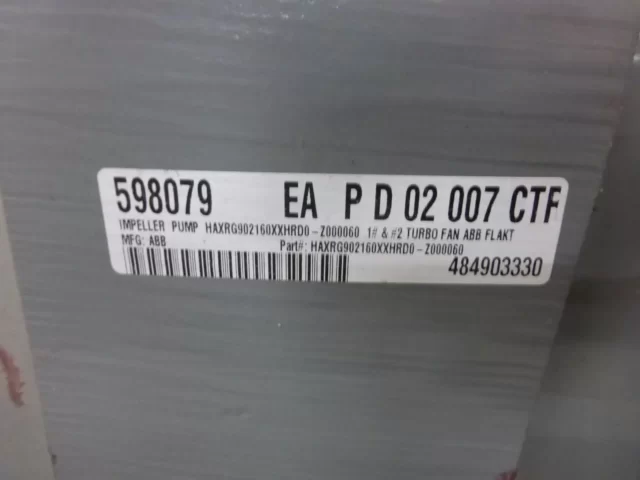 598079 EA P D 02 007 CTF
IMPELLER PUMP HAXRG902160XXHRD0-Z000060 1# & #2 TURBO FAN ABB FLAKT
MFG: ABB Part#: HAXRG902160XXHRD0-Z000060
484903330